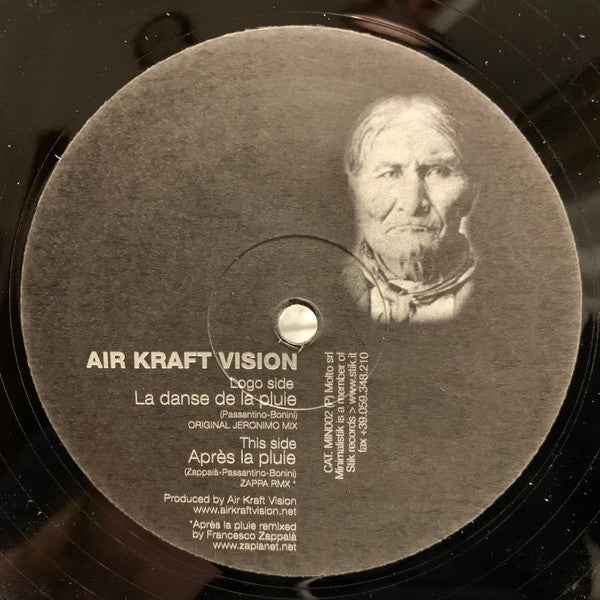 AIR KRAFT VISION
Logo side
La danse de la pluie
(Passantino-Bonini)
ORIGINAL JERONIMO MIX
This side
Après la pluie
(Zappalà-Passantino-Bonini)
ZAPPA RMX *
Produced by Air Kraft Vision
www.airkraftvision.net
*Après la pluie remixed
by Francesco Zappalà
www.zaplanet.net
CAT. MIN002 (P) Molto srl
Minimalistik is a member of
Stik records > www.stik.it
fax +39.059.348.210